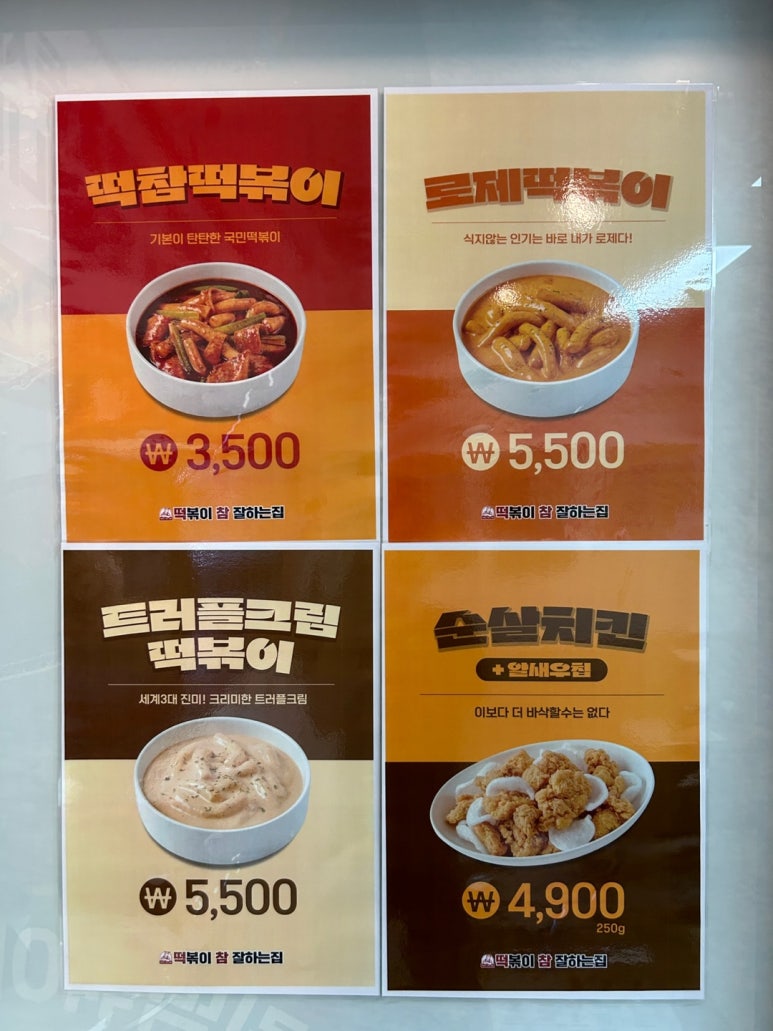 떡참떡볶이
기본이 탄탄한 국민떡볶이
₩ 3,500
떡볶이 참 잘하는집
로제떡볶이
식지않는 인기는 바로 내가 로제다!
₩ 5,500
떡볶이 참 잘하는집
트러플크림
떡볶이
세계3대 진미! 크리미한 트러플크림
₩ 5,500
떡볶이 참 잘하는집
순살치킨
+ 알새우칩
이보다 더 바삭할수는 없다
₩ 4,900
250g
떡볶이 참 잘하는집